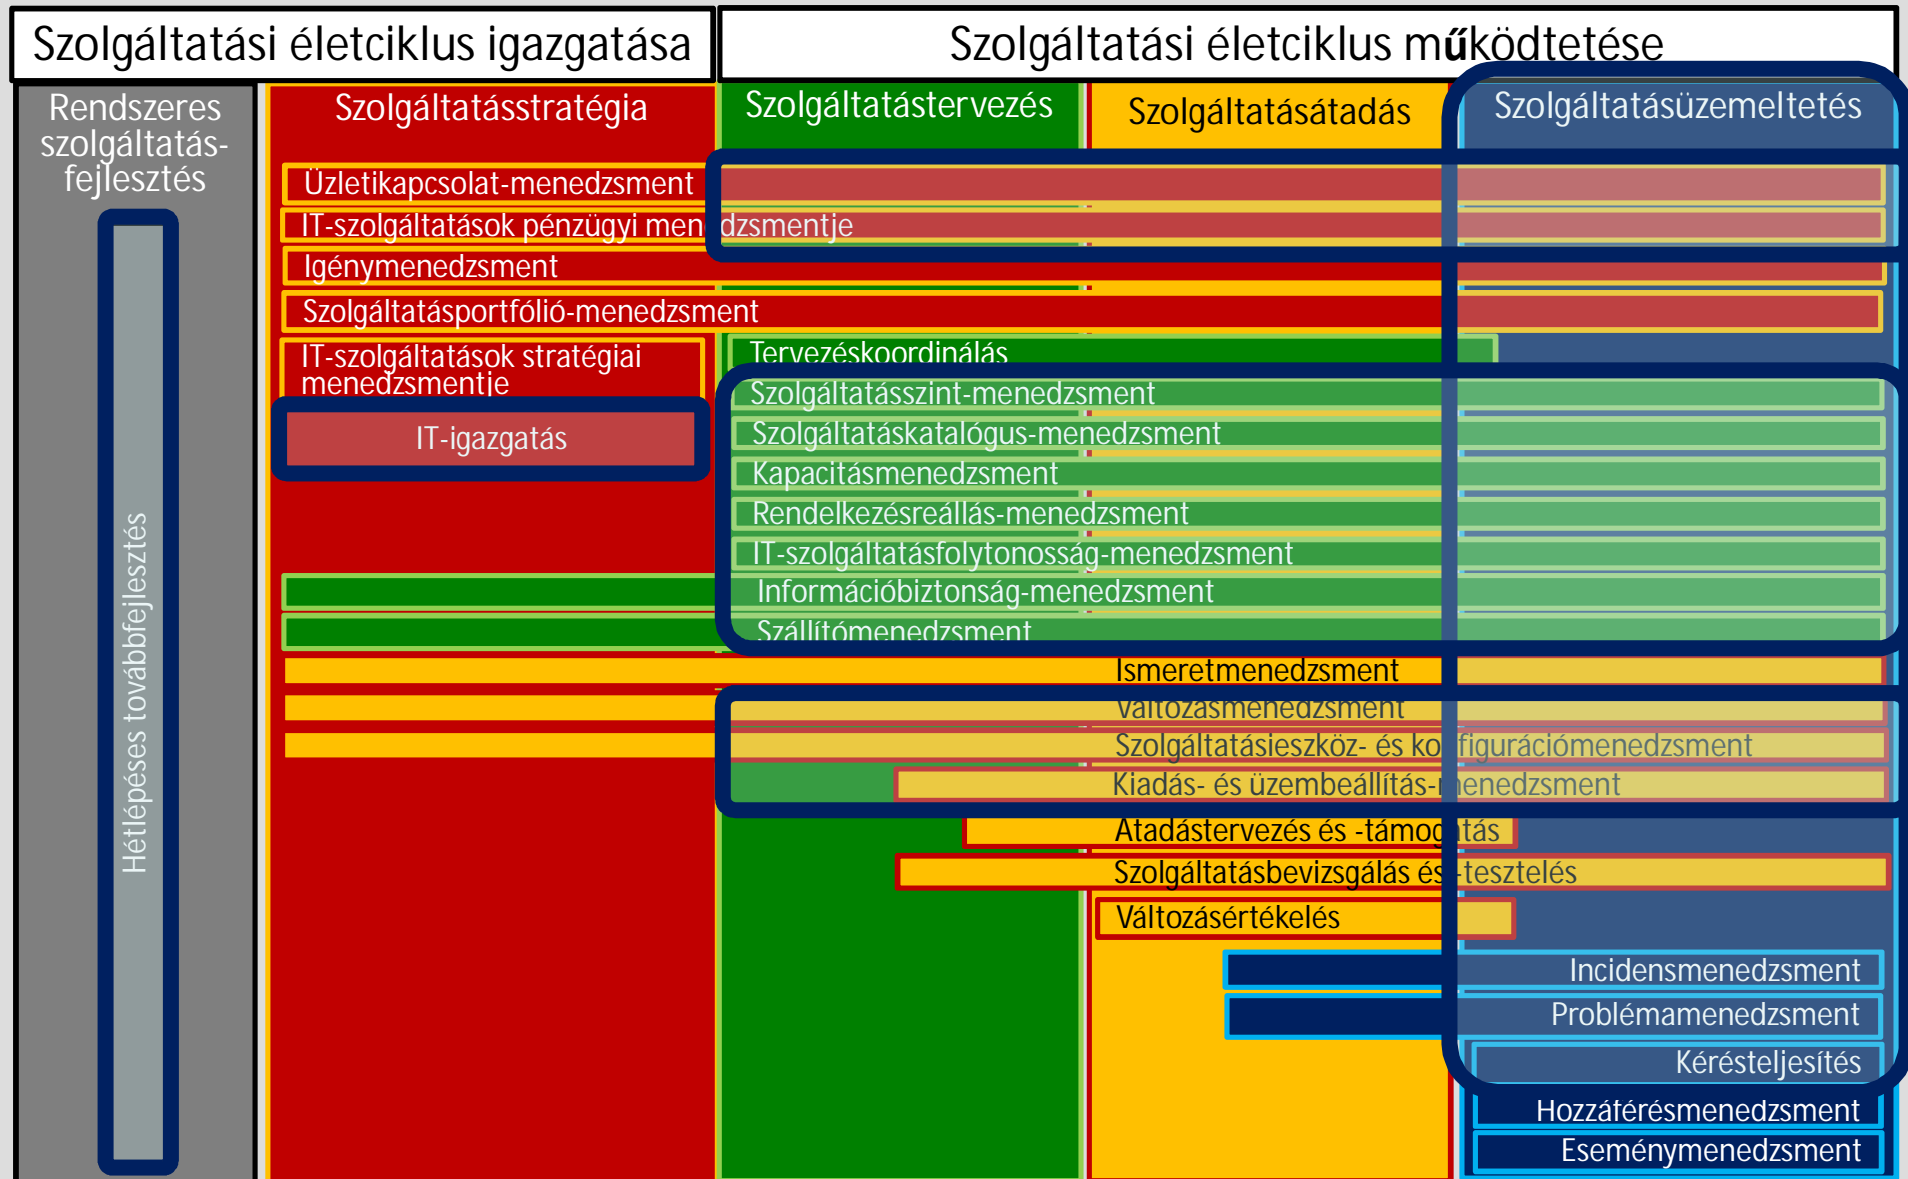 Szolgáltatási életciklus igazgatása
Szolgáltatási életciklus működtetése
Rendszeres
szolgáltatás-
fejlesztés
Szolgáltatásstratégia
Szolgáltatástervezés
Szolgáltatásátadás
Szolgáltatásüzemeltetés
Üzletikapcsolat-menedzsment
IT-szolgáltatások pénzügyi menedzsmentje
Igénymenedzsment
Szolgáltatásportfólió-menedzsment
IT-szolgáltatások stratégiai
menedzsmentje
Tervezéskoordinálás
Szolgáltatásszint-menedzsment
IT-igazgatás
Szolgáltatáskatalógus-menedzsment
Kapacitásmenedzsment
Rendelkezésreállás-menedzsment
IT-szolgáltatásfolytonosság-menedzsment
Információbiztonság-menedzsment
Szállítómenedzsment
Hétlépéses továbbfejlesztés
Ismeretmenedzsment
Változásmenedzsment
Szolgáltatásieszköz- és konfigurációmenedzsment
Kiadás- és üzembeállítás-menedzsment
Átadástervezés és -támogatás
Szolgáltatásbevizsgálás és -tesztelés
Változásértékelés
Incidensmenedzsment
Problémamenedzsment
Kérésteljesítés
Hozzáférésmenedzsment
Eseménymenedzsment